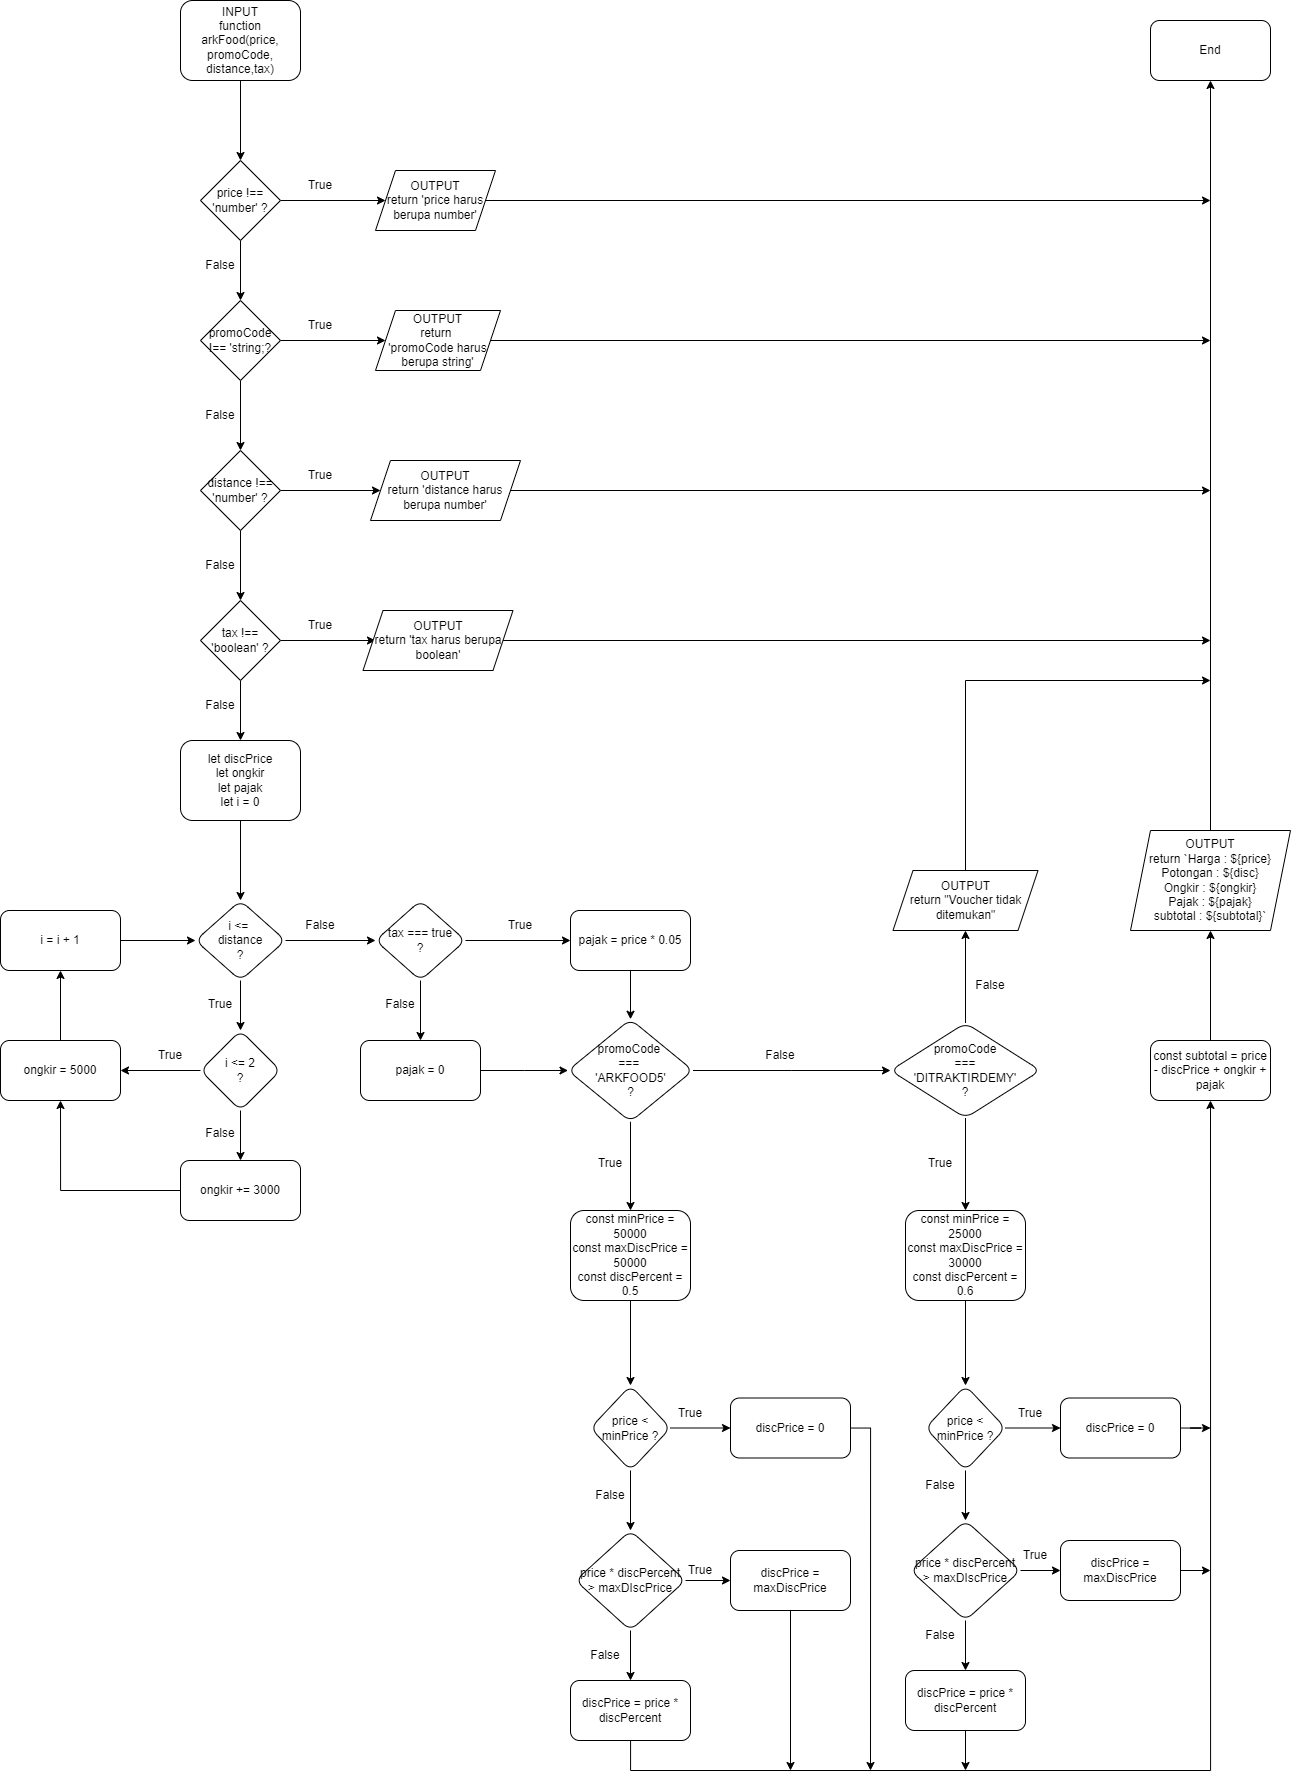 INPUT
function
arkFood(price,
promoCode,
distance,tax)
End
price !==
'number' ?
True
OUTPUT
return 'price harus
berupa number'
False
promoCode
!== 'string;?
True
OUTPUT
return
'promoCode harus
berupa string'
False
distance !==
'number' ?
True
OUTPUT
return 'distance harus
berupa number'
False
tax !==
'boolean' ?
True
OUTPUT
return 'tax harus berupa
boolean'
False
let discPrice
let ongkir
let pajak
let i = 0
i = i + 1
i <=
distance
?
False
tax === true
?
True
pajak = price * 0.05
OUTPUT
return "Voucher tidak
ditemukan"
OUTPUT
return `Harga : ${price}
Potongan : ${disc}
Ongkir : ${ongkir}
Pajak : ${pajak}
subtotal : ${subtotal}`
True
False
False
ongkir = 5000
True
i <= 2
?
pajak = 0
promoCode
===
'ARKFOOD5'
?
False
promoCode
===
'DITRAKTIRDEMY'
?
const subtotal = price
- discPrice + ongkir +
pajak
False
ongkir += 3000
True
True
const minPrice =
50000
const maxDiscPrice =
50000
const discPercent =
0.5
const minPrice =
25000
const maxDiscPrice =
30000
const discPercent =
0.6
price <
minPrice ?
True
discPrice = 0
price <
minPrice ?
True
discPrice = 0
False
False
price * discPercent
> maxDIscPrice
True
discPrice =
maxDiscPrice
price * discPercent
> maxDIscPrice
True
discPrice =
maxDiscPrice
False
False
discPrice = price *
discPercent
discPrice = price *
discPercent